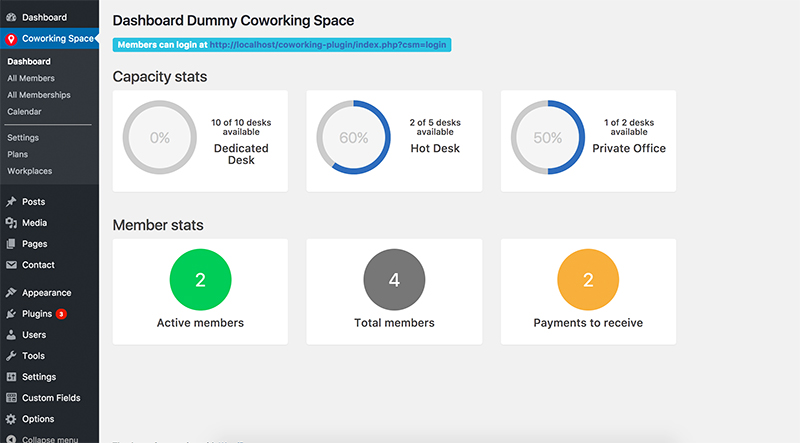 Dashboard
Coworking Space
Dashboard
All Members
All Memberships
Calendar
Settings
Plans
Workplaces
Posts
Media
Pages
Contact
Appearance
Plugins 3
Users
Tools
Settings
Custom Fields
Options
Collapse menu
Dashboard Dummy Coworking Space
Members can login at http://localhost/coworking-plugin/index.php?csm=login
Capacity stats
0%
10 of 10 desks
available
Dedicated
Desk
60%
2 of 5 desks
available
Hot Desk
50%
1 of 2 desks
available
Private Office
Member stats
2
Active members
4
Total members
2
Payments to receive